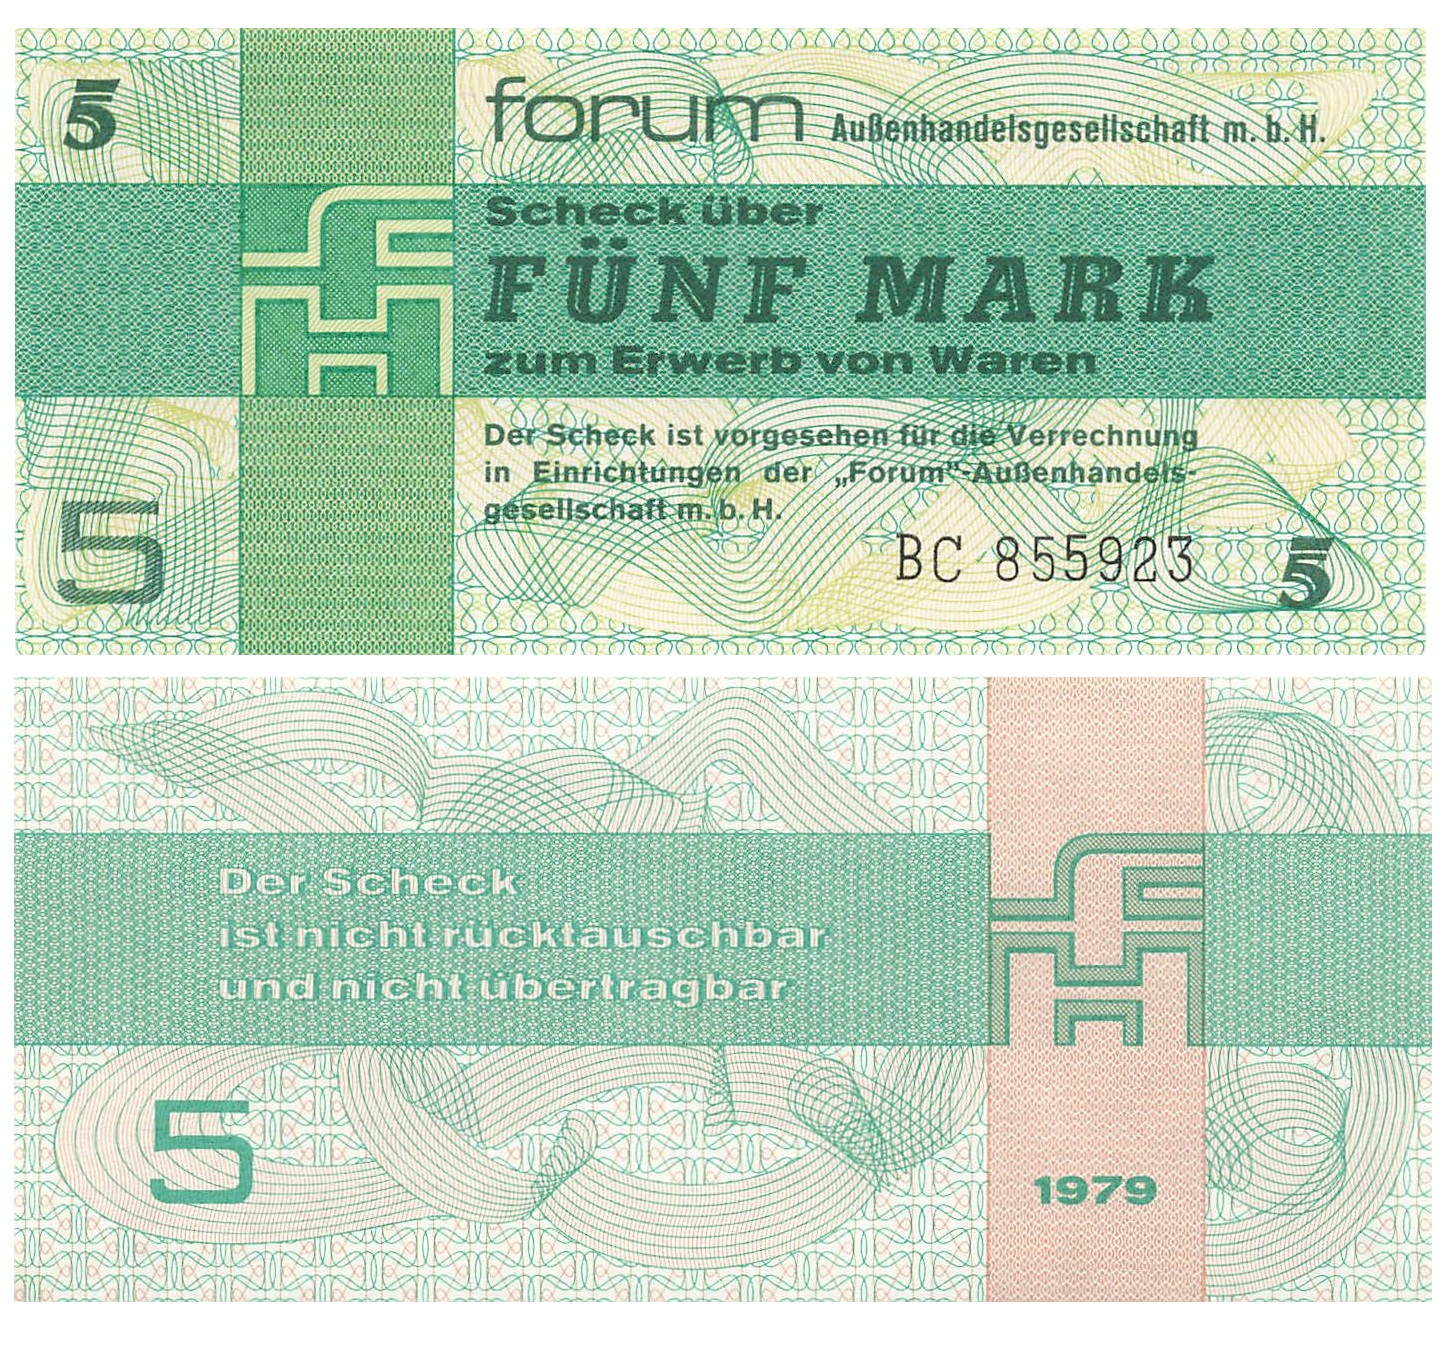 5
forum Außenhandelsgesellschaft m. b. H.
Scheck über
FÜNF MARK
zum Erwerb von Waren
Der Scheck ist vorgesehen für die Verrechnung
in Einrichtungen der „Forum”-Außenhandels-
gesellschaft m. b. H.
5
BC 855923
5
Der Scheck
ist nicht rücktauschbar
und nicht übertragbar
5
1979